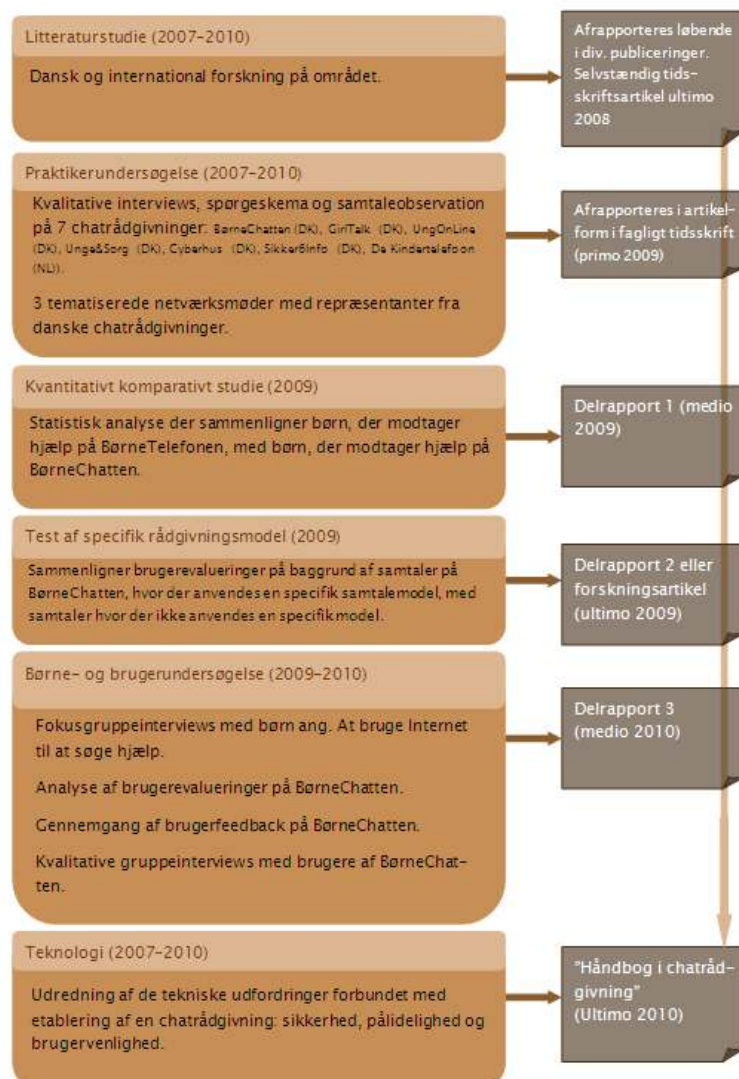 Litteraturstudie (2007-2010)
Dansk og international forskning på området.
Afrapporteres løbende
i div. publiceringer.
Selvstændig tids-
skriftsartikel ultimo
2008
Praktikerundersøgelse (2007-2010)
Kvalitative interviews, spørgeskema og samtaleobservation
på 7 chatrådgivninger: BørneChatten (DK), GirlTalk (DK), UngOnLine
(DK), Unge&Sorg (DK), Cyberhus (DK), Sikker6Info (DK), De Kindertelefoon
(NL)).
3 tematiserede netværksmøder med repræsentanter fra
danske chatrådgivninger.
Afrapporteres i artikel-
form i fagligt tidsskrift
(primo 2009)
Kvantitativt komparativt studie (2009)
Statistisk analyse der sammenligner børn, der modtager
hjælp på BørneTelefonen, med børn, der modtager hjælp på
BørneChatten.
Delrapport 1 (medio
2009)
Test af specifik rådgivningsmodel (2009)
Sammenligner brugerevalueringer på baggrund af samtaler på
BørneChatten, hvor der anvendes en specifik samtalemodel, med
samtaler hvor der ikke anvendes en specifik model.
Delrapport 2 eller
forskningsartikel
(ultimo 2009)
Børne- og brugerundersøgelse (2009-2010)
Fokusgruppeinterviews med børn ang. At bruge Internet
til at søge hjælp.
Analyse af brugerevalueringer på BørneChatten.
Gennemgang af brugerfeedback på BørneChatten.
Kvalitative gruppeinterviews med brugere af BørneChat-
ten.
Delrapport 3
(medio 2010)
Teknologi (2007-2010)
Udredning af de tekniske udfordringer forbundet med
etablering af en chatrådgivning: sikkerhed, pålidelighed og
brugervenlighed.
"Håndbog i chatråd-
givning"
(Ultimo 2010)